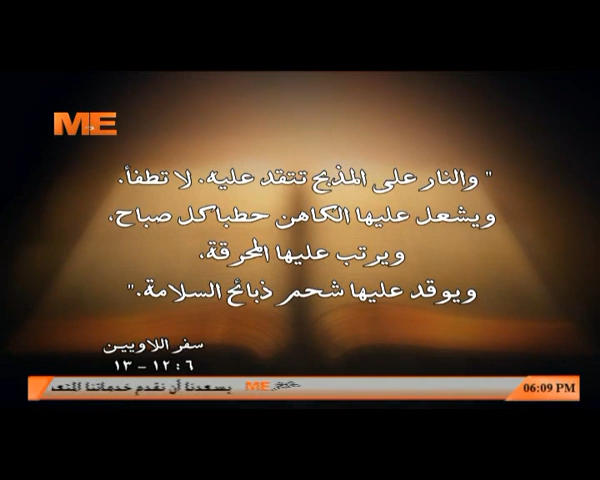 ME
" والنار على المذبح تتقد عليه. لا تطفأ.
ويشعل عليها الكاهن حطبا كل صباح،
ويرتب عليها المحرقة،
ويوقد عليها شحم ذبائح السلامة."
سفر اللاويين
٦ : ١٢ - ١٣
يسعدنا أن نقدم خدماتنا
ME
06:09 PM